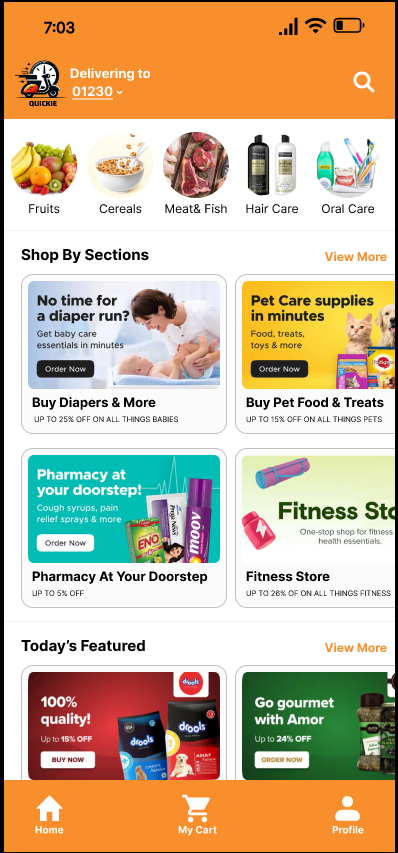 7:03
QUICKIE
Delivering to
01230
Fruits
Cereals
Meat& Fish
Hair Care
Oral Care
Shop By Sections
View More
No time for
a diaper run?
Get baby care
essentials in minutes
Order Now
Buy Diapers & More
UP TO 25% OFF ON ALL THINGS BABIES
Pet Care supplies
in minutes
Food, treats,
toys & more
Order Now
Buy Pet Food & Treats
UP TO 15% OFF ON ALL THINGS PETS
Pharmacy at
your doorstep!
Cough syrups, pain
relief sprays & more
Order Now
ENO
moov
Pharmacy At Your Doorstep
UP TO 5% OFF
Fitness Sto
One-stop shop for fitness
health essentials.
Fitness Store
UP TO 26% OF ON ALL THINGS FITNESS
Today's Featured
View More
100%
quality!
Up to 15% OFF
BUY NOW
drools
drools
drools
ADULT
Go gourmet
with Amor
Up to 24% OFF
ORDER NOW
Home
My Cart
Profile